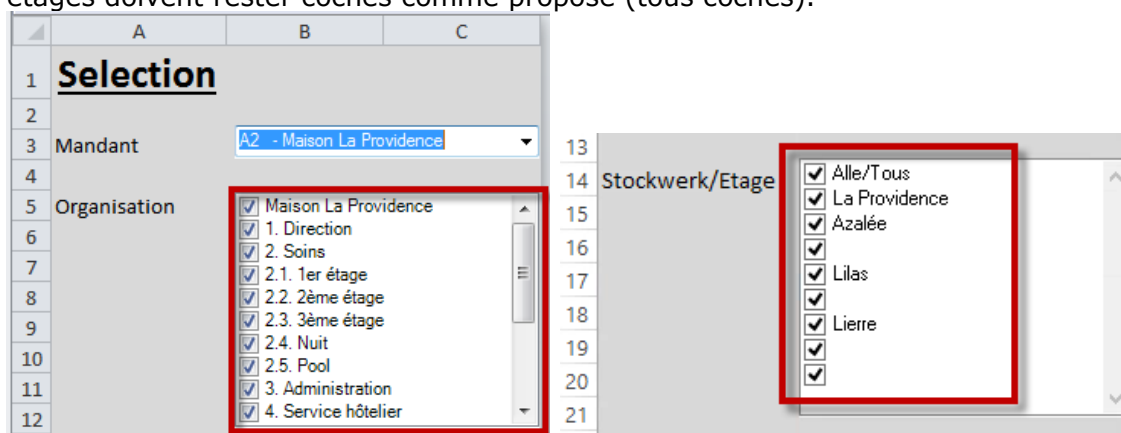 étages doivent rester cochés comme proposé (tous cochés).
A B C
1 Selection
2
3 Mandant A2 - Maison La Providence
4
5 Organisation Maison La Providence
6 1. Direction
2. Soins
7 2.1. 1er étage
8 2.2. 2ème étage
9 2.3. 3ème étage
2.4. Nuit
10 2.5. Pool
11 3. Administration
12 4. Service hôtelier
13
14 Stockwerk/Etage Alle/Tous
La Providence
15 Azalée
16
17 Lilas
18 Lierre
19
20
21